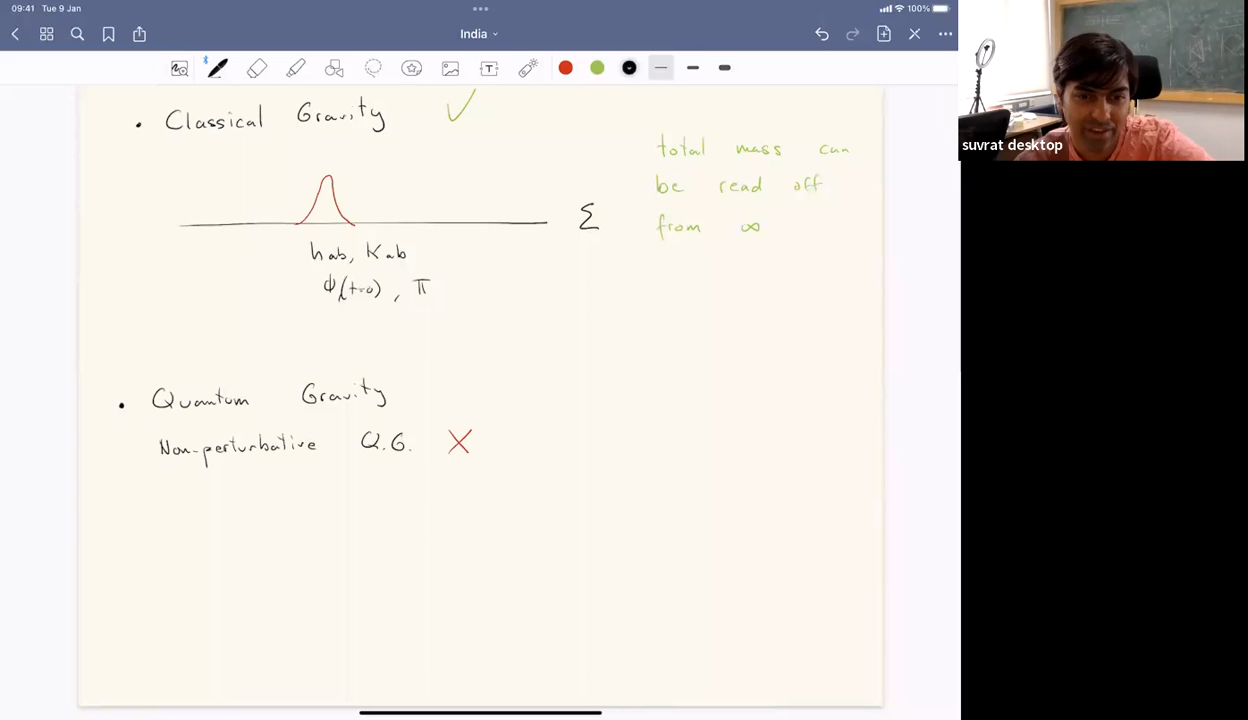 09:41 Tue 9 Jan
100%
India
suvrat desktop
• Classical Gravity ✓
total mass can
be read off
from ∞
Σ
hab, Kab
ϕ(t=0), Π
• Quantum Gravity
Non-perturbative Q.G. ✗